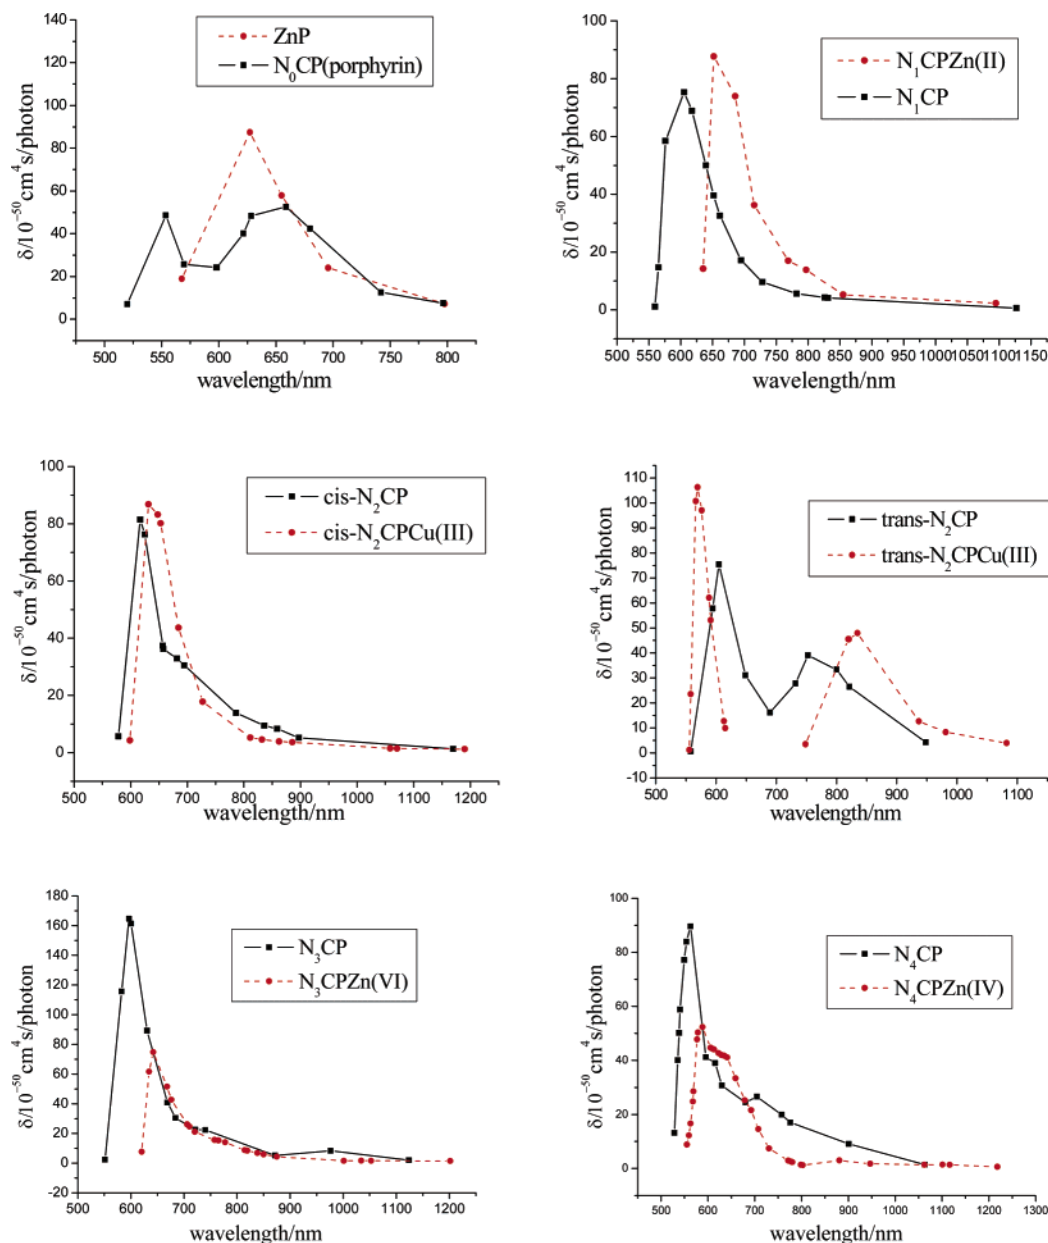 140
120
100
80
60
40
20
0
δ/10⁻⁵⁰cm⁴s/photon
ZnP
N₀CP(porphyrin)
500 550 600 650 700 750 800
wavelength/nm
100
80
60
40
20
0
δ/10⁻⁵⁰cm⁴s/photon
N₁CPZn(II)
N₁CP
500 550 600 650 700 750 800 850 900 950 1000 1050 1100 1150
wavelength/nm
100
80
60
40
20
0
δ/10⁻⁵⁰cm⁴s/photon
cis-N₂CP
cis-N₂CPCu(III)
500 600 700 800 900 1000 1100 1200
wavelength/nm
110
100
90
80
70
60
50
40
30
20
10
0
-10
δ/10⁻⁵⁰cm⁴s/photon
trans-N₂CP
trans-N₂CPCu(III)
500 600 700 800 900 1000 1100
wavelength/nm
180
160
140
120
100
80
60
40
20
0
-20
δ/10⁻⁵⁰cm⁴s/photon
N₃CP
N₃CPZn(VI)
500 600 700 800 900 1000 1100 1200
wavelength/nm
100
80
60
40
20
0
δ/10⁻⁵⁰cm⁴s/photon
N₄CP
N₄CPZn(IV)
500 600 700 800 900 1000 1100 1200 1300
wavelength/nm